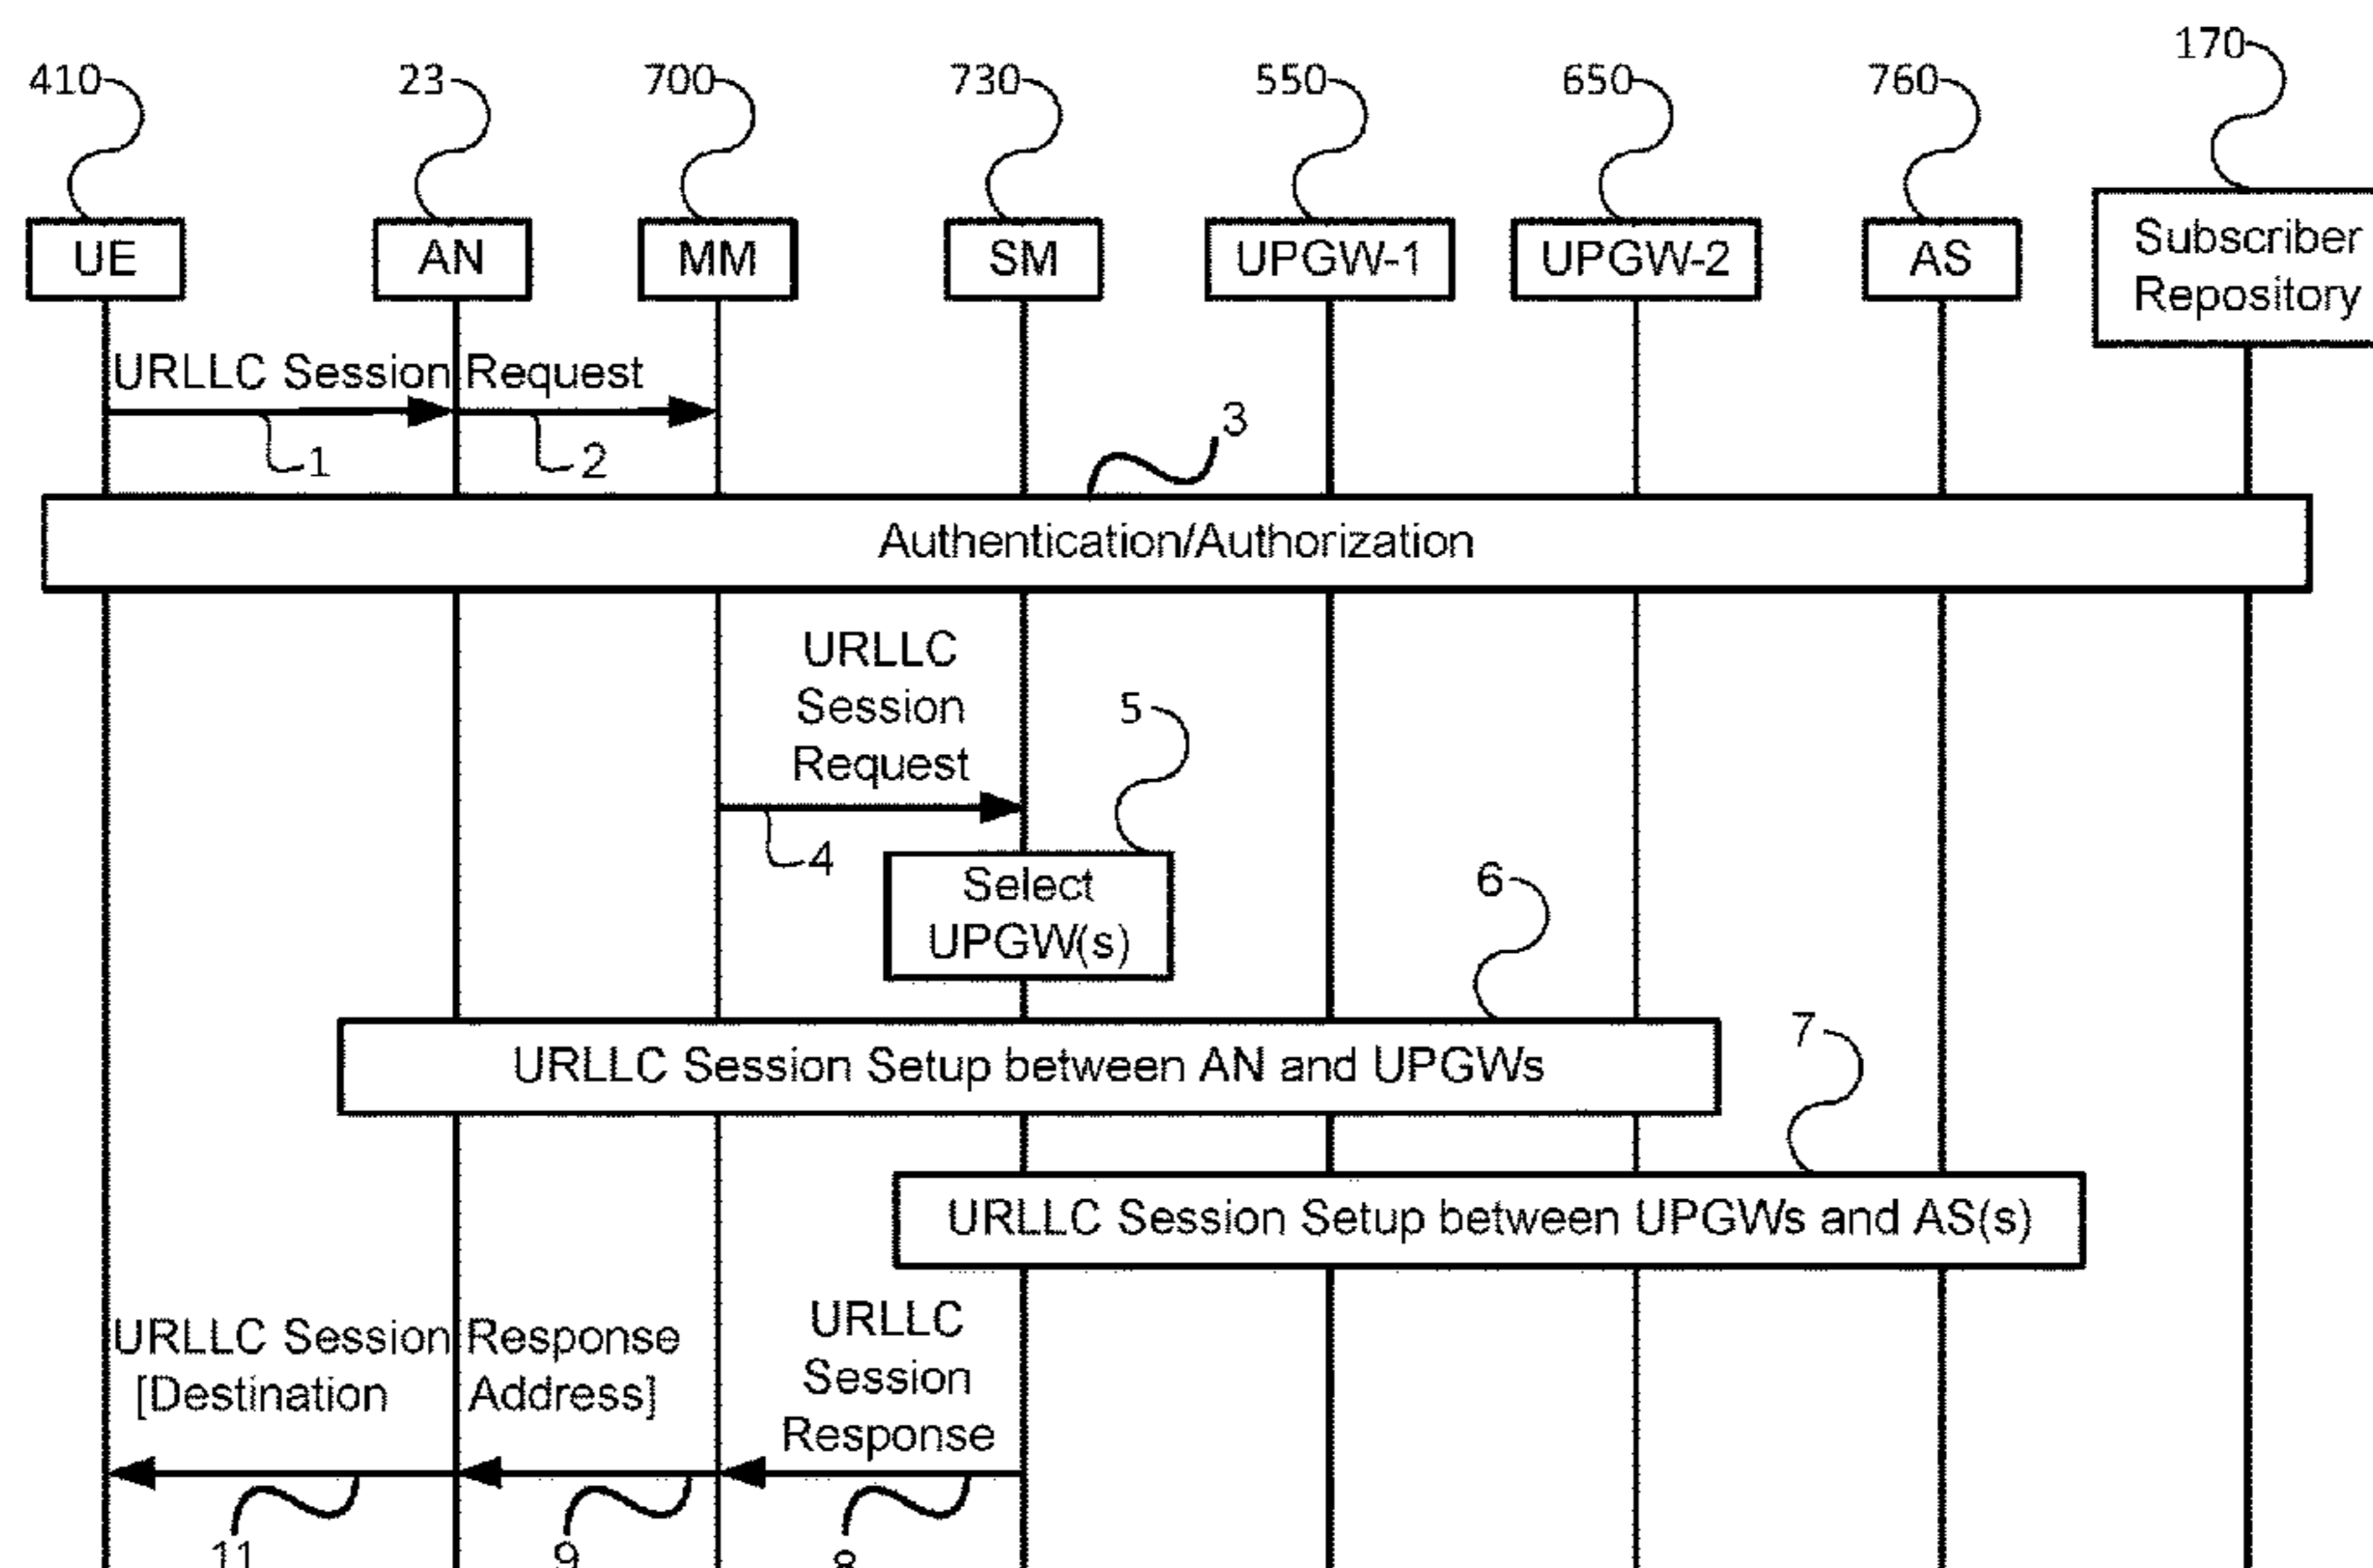 410 23 700 730 550 650 760 170
UE AN MM SM UPGW-1 UPGW-2 AS Subscriber
Repository
URLLC Session Request
1 2 3
Authentication/Authorization
URLLC
Session
Request
4
5
Select
UPGW(s)
6
URLLC Session Setup between AN and UPGWs
7
URLLC Session Setup between UPGWs and AS(s)
URLLC Session Response
[Destination Address]
URLLC
Session
Response
11 9 8